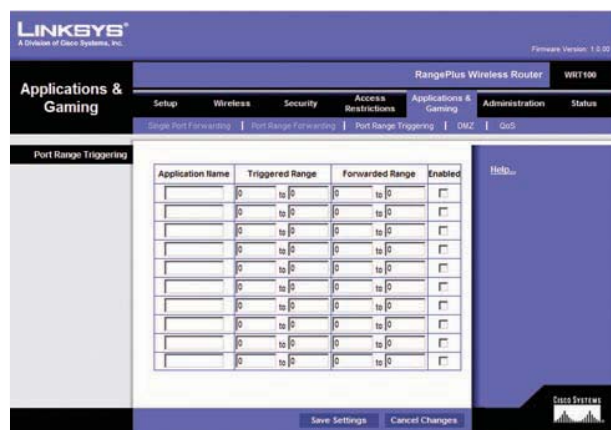 LINKSYS®
A Division of Cisco Systems, Inc.
Firmware Version: 1.0.00
Applications & Gaming
RangePlus Wireless Router WRT100
Setup Wireless Security Access Restrictions Applications & Gaming Administration Status
Single Port Forwarding | Port Range Forwarding | Port Range Triggering | DMZ | QoS
Port Range Triggering
Application Name Triggered Range Forwarded Range Enabled
Help...
0 to 0 0 to 0
0 to 0 0 to 0
0 to 0 0 to 0
0 to 0 0 to 0
0 to 0 0 to 0
0 to 0 0 to 0
0 to 0 0 to 0
0 to 0 0 to 0
0 to 0 0 to 0
0 to 0 0 to 0
Save Settings Cancel Changes
CISCO SYSTEMS